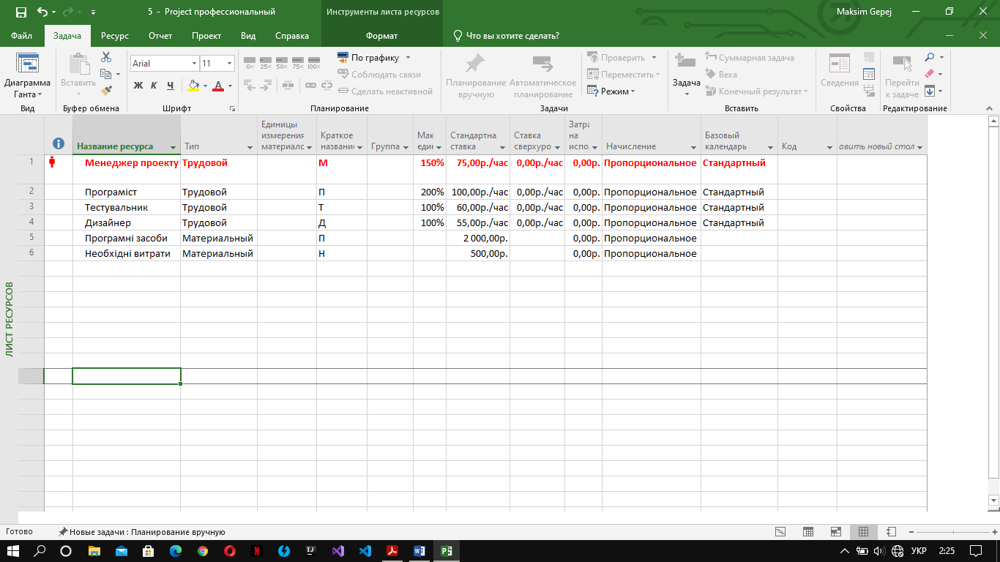 5 - Project профессиональный
Инструменты листа ресурсов
Maksim Gepej
Файл Задача Ресурс Отчет Проект Вид Справка Формат Что вы хотите сделать?
Диаграмма Ганта
Вид
Вставить
Буфер обмена
Arial 11
Ж К Ч А
Шрифт
0% 25% 50% 75% 100%
По графику
Соблюдать связи
Сделать неактивной
Планирование
Планирование вручную
Автоматическое планирование
Проверить
Переместить
Режим
Задачи
Задача
Суммарная задача
Веха
Конечный результат
Вставить
Сведения
Свойства
Перейти к задаче
Редактирование
Название ресурса Тип Единицы измерения материалс Краткое название Группа Мак един Стандартна ставка Ставка сверхуро Затра на испо. Начисление Базовый календарь Код авить новый стол
1 Менеджер проекту Трудовой М 150% 75,00р./час 0,00р./час 0,00р. Пропорциональное Стандартный
2 Програміст Трудовой П 200% 100,00р./час 0,00р./час 0,00р. Пропорциональное Стандартный
3 Тестувальник Трудовой Т 100% 60,00р./час 0,00р./час 0,00р. Пропорциональное Стандартный
4 Дизайнер Трудовой Д 100% 55,00р./час 0,00р./час 0,00р. Пропорциональное Стандартный
5 Програмні засоби Материальный П 2 000,00р. 0,00р. Пропорциональное
6 Необхідні витрати Материальный Н 500,00р. 0,00р. Пропорциональное
ЛИСТ РЕСУРСОВ
Готово Новые задачи : Планирование вручную
УКР 2:25